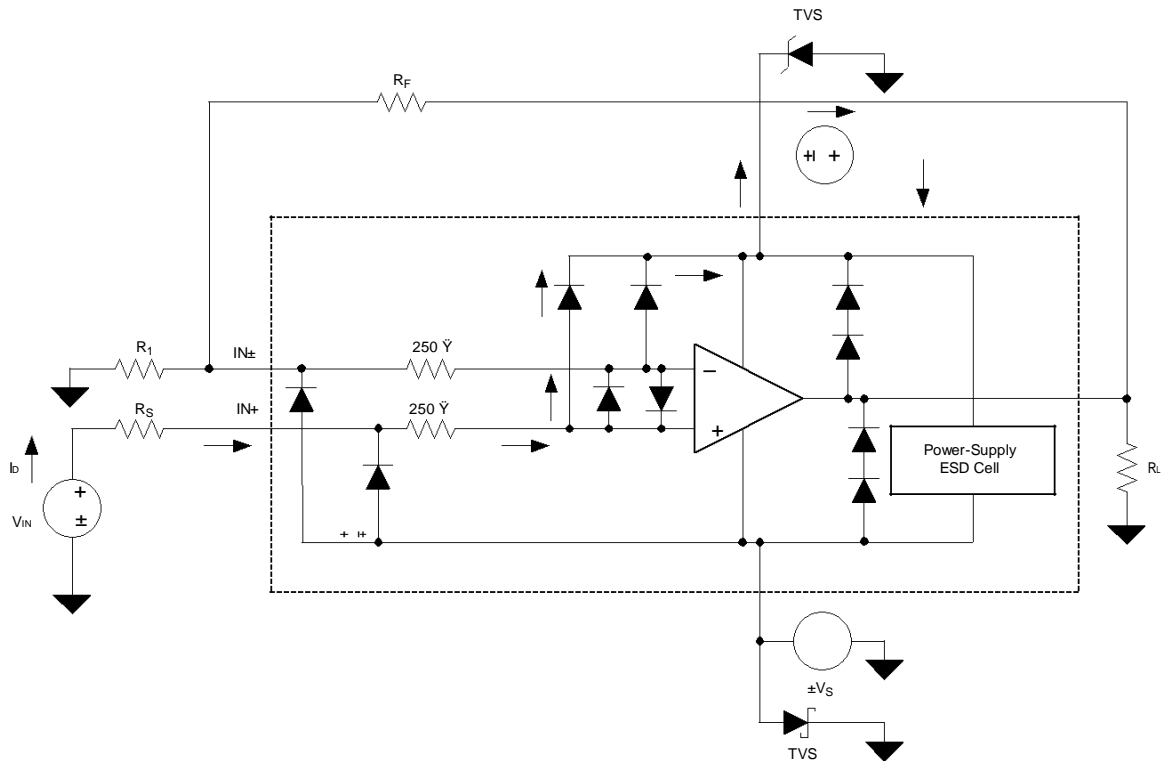 TVS
RF
+
R1
IN±
250 Ÿ
−
RS
IN+
250 Ÿ
+
Power-Supply
ESD Cell
RL
ID
VIN
+
±
±VS
TVS